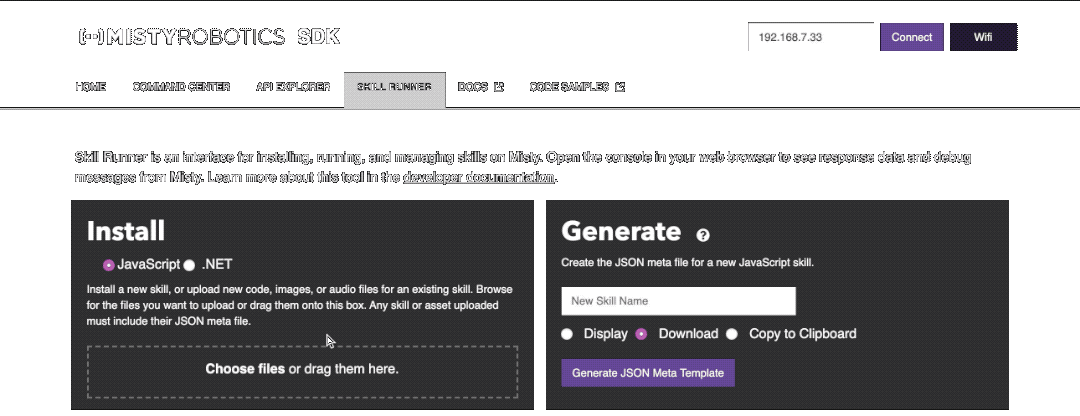 MISTYROBOTICS SDK
192.168.7.33
Connect
Wifi
HOME
COMMAND CENTER
API EXPLORER
SKILL RUNNER
DOCS
CODE SAMPLES
Skill Runner is an interface for installing, running, and managing skills on Misty. Open the console in your web browser to see response data and debug
messages from Misty. Learn more about this tool in the developer documentation.
Install
JavaScript
.NET
Install a new skill, or upload new code, images, or audio files for an existing skill. Browse
for the files you want to upload or drag them onto this box. Any skill or asset uploaded
must include their JSON meta file.
Choose files or drag them here.
Generate ?
Create the JSON meta file for a new JavaScript skill.
New Skill Name
Display
Download
Copy to Clipboard
Generate JSON Meta Template